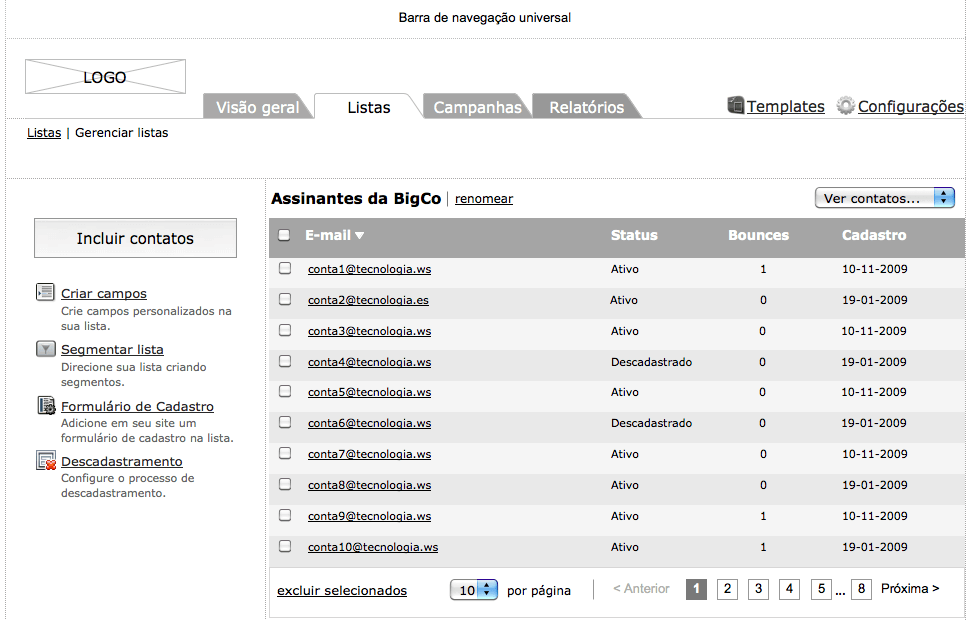 Barra de navegação universal
LOGO
Visão geral Listas Campanhas Relatórios Templates Configurações
Listas | Gerenciar listas
Assinantes da BigCo | renomear Ver contatos...
Incluir contatos
Criar campos
Crie campos personalizados na
sua lista.
Segmentar lista
Direcione sua lista criando
segmentos.
Formulário de Cadastro
Adicione em seu site um
formulário de cadastro na lista.
Descadastramento
Configure o processo de
descadastramento.
E-mail Status Bounces Cadastro
conta1@tecnologia.ws Ativo 1 10-11-2009
conta2@tecnologia.es Ativo 0 19-01-2009
conta3@tecnologia.ws Ativo 0 10-11-2009
conta4@tecnologia.ws Descadastrado 0 19-01-2009
conta5@tecnologia.ws Ativo 0 10-11-2009
conta6@tecnologia.ws Descadastrado 0 19-01-2009
conta7@tecnologia.ws Ativo 0 10-11-2009
conta8@tecnologia.ws Ativo 0 19-01-2009
conta9@tecnologia.ws Ativo 1 10-11-2009
conta10@tecnologia.ws Ativo 1 19-01-2009
excluir selecionados 10 por página < Anterior 1 2 3 4 5 ... 8 Próxima >